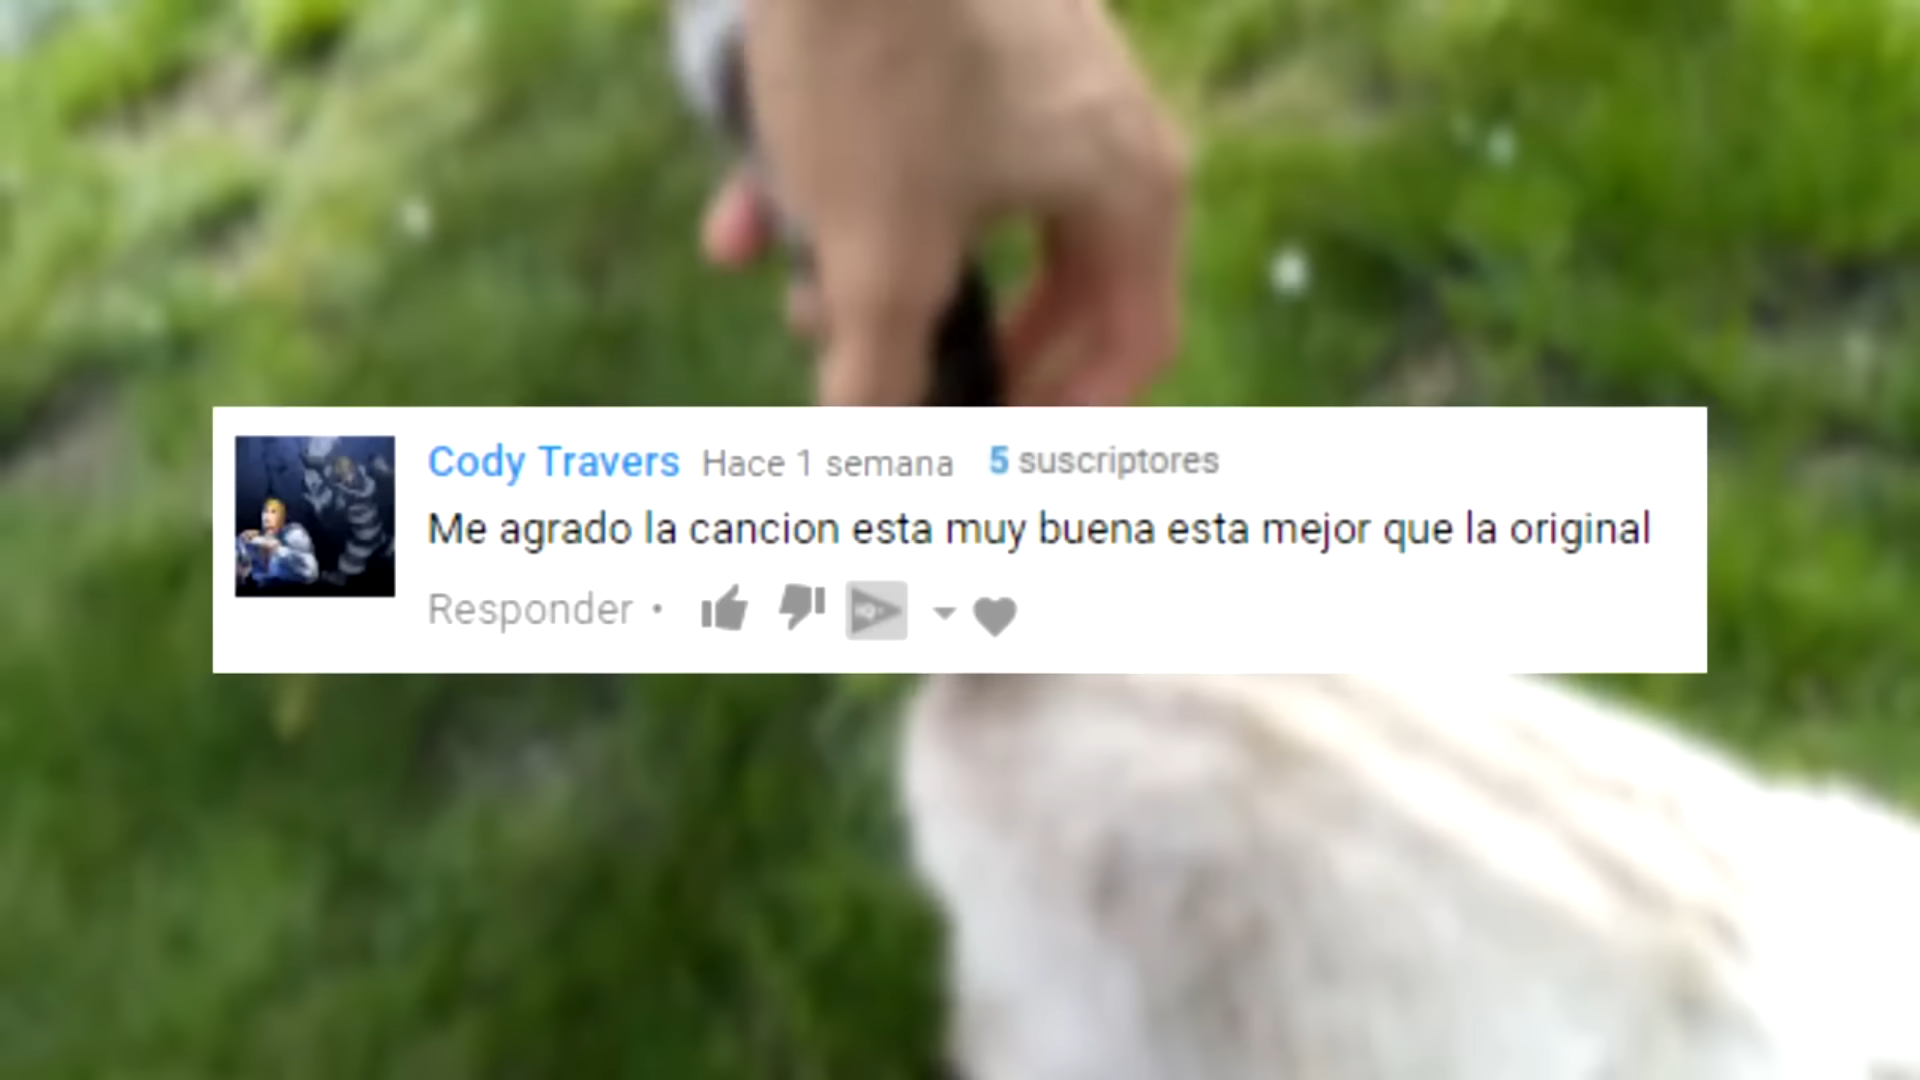 Cody Travers Hace 1 semana 5 suscriptores
Me agrado la cancion esta muy buena esta mejor que la original
Responder •
HQ+